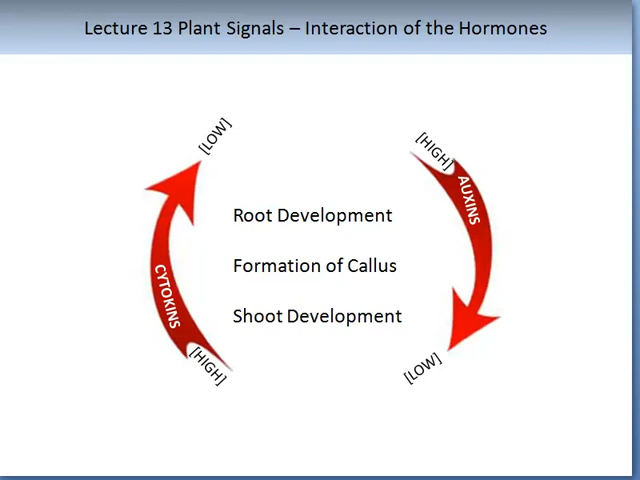 Lecture 13 Plant Signals – Interaction of the Hormones
[LOW]
[HIGH]
AUXINS
Root Development
Formation of Callus
CYTOKINS
Shoot Development
[HIGH]
[LOW]